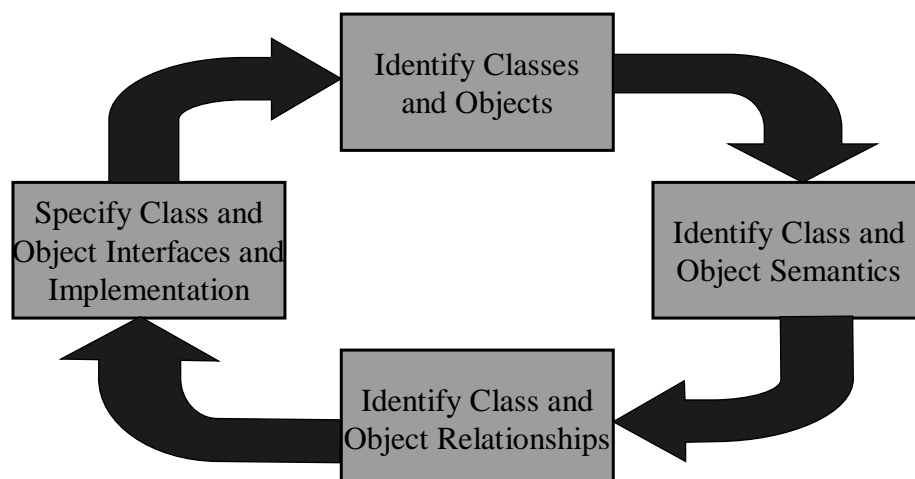 Identify Classes
and Objects
Identify Class and
Object Semantics
Identify Class and
Object Relationships
Specify Class and
Object Interfaces and
Implementation